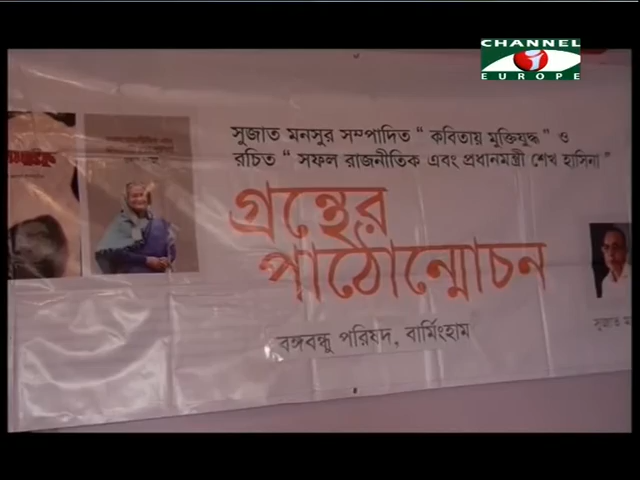 CHANNEL
i
EUROPE
সুজাত মনসুর সম্পাদিত " কবিতায় মুক্তিযুদ্ধ " ও
রচিত " সফল রাজনীতিক এবং প্রধানমন্ত্রী শেখ হাসিনা "
গ্রন্থের
পাঠোন্মোচন
বঙ্গবন্ধু পরিষদ, বার্মিংহাম
সুজাত